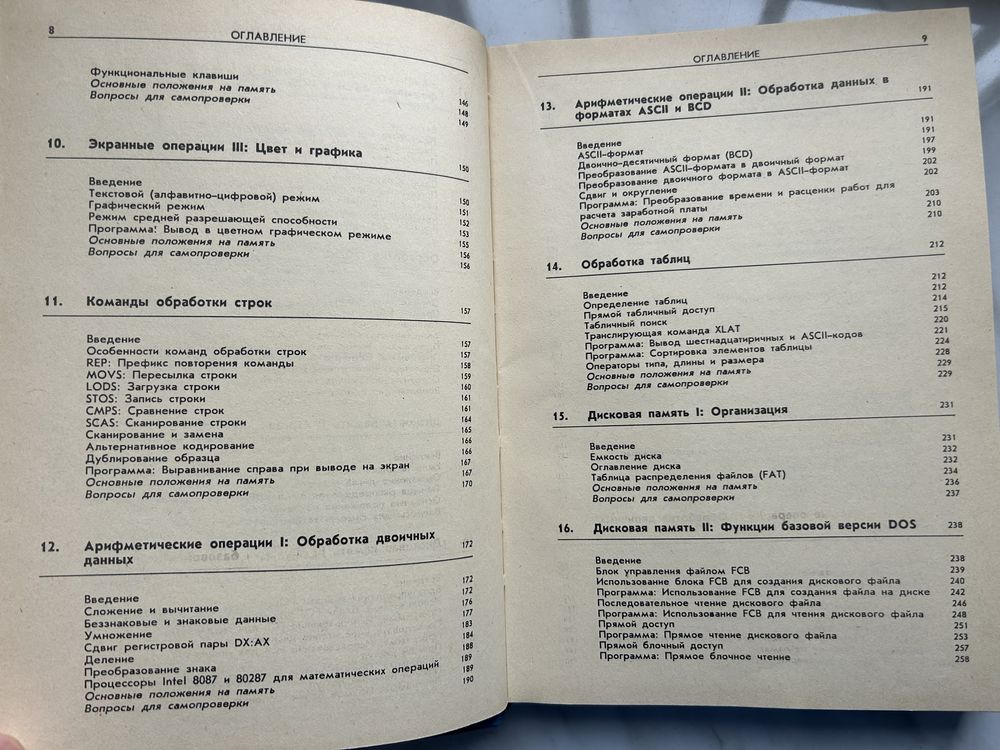 8
ОГЛАВЛЕНИЕ
Функциональные клавиши 146
Основные положения на память 148
Вопросы для самопроверки 149
10. Экранные операции III: Цвет и графика 150
Введение 150
Текстовой (алфавитно-цифровой) режим 151
Графический режим 152
Режим средней разрешающей способности 153
Программа: Вывод в цветном графическом режиме 155
Основные положения на память 156
Вопросы для самопроверки 156
11. Команды обработки строк 157
Введение 157
Особенности команд обработки строк 157
REP: Префикс повторения команды 158
MOVS: Пересылка строки 159
LODS: Загрузка строки 160
STOS: Запись строки 161
CMPS: Сравнение строк 161
SCAS: Сканирование строки 164
Сканирование и замена 165
Альтернативное кодирование 166
Дублирование образца 166
Программа: Выравнивание справа при выводе на экран 167
Основные положения на память 167
Вопросы для самопроверки 170
12. Арифметические операции I: Обработка двоичных 172
данных
Введение 172
Сложение и вычитание 172
Беззнаковые и знаковые данные 176
Умножение 177
Сдвиг регистровой пары DX:AX 183
Деление 184
Преобразование знака 188
Процессоры Intel 8087 и 80287 для математических операций 189
Основные положения на память 189
Вопросы для самопроверки 190
9
ОГЛАВЛЕНИЕ
13. Арифметические операции II: Обработка данных в 191
форматах ASCII и BCD
Введение 191
ASCII-формат 191
Двоично-десятичный формат (BCD) 197
Преобразование ASCII-формата в двоичный формат 199
Преобразование двоичного формата в ASCII-формат 202
Сдвиг и округление 202
Программа: Преобразование времени и расценки работ для
расчета заработной платы 203
Основные положения на память 210
Вопросы для самопроверки 210
14. Обработка таблиц 212
Введение 212
Определение таблиц 212
Прямой табличный доступ 214
Табличный поиск 215
Транслирующая команда XLAT 220
Программа: Вывод шестнадцатиричных и ASCII-кодов 221
Программа: Сортировка элементов таблицы 224
Операторы типа, длины и размера 228
Основные положения на память 229
Вопросы для самопроверки 229
15. Дисковая память I: Организация 231
Введение 231
Емкость диска 232
Оглавление диска 232
Таблица распределения файлов (FAT) 234
Основные положения на память 236
Вопросы для самопроверки 237
16. Дисковая память II: Функции базовой версии DOS 238
Введение 238
Блок управления файлом FCB 239
Использование блока FCB для создания дискового файла 240
Программа: Использование FCB для создания файла на диске 242
Последовательное чтение дискового файла 246
Программа: Использование FCB для чтения дискового файла 248
Прямой доступ 251
Программа: Прямое чтение дискового файла 253
Прямой блочный доступ 257
Программа: Прямое блочное чтение 258